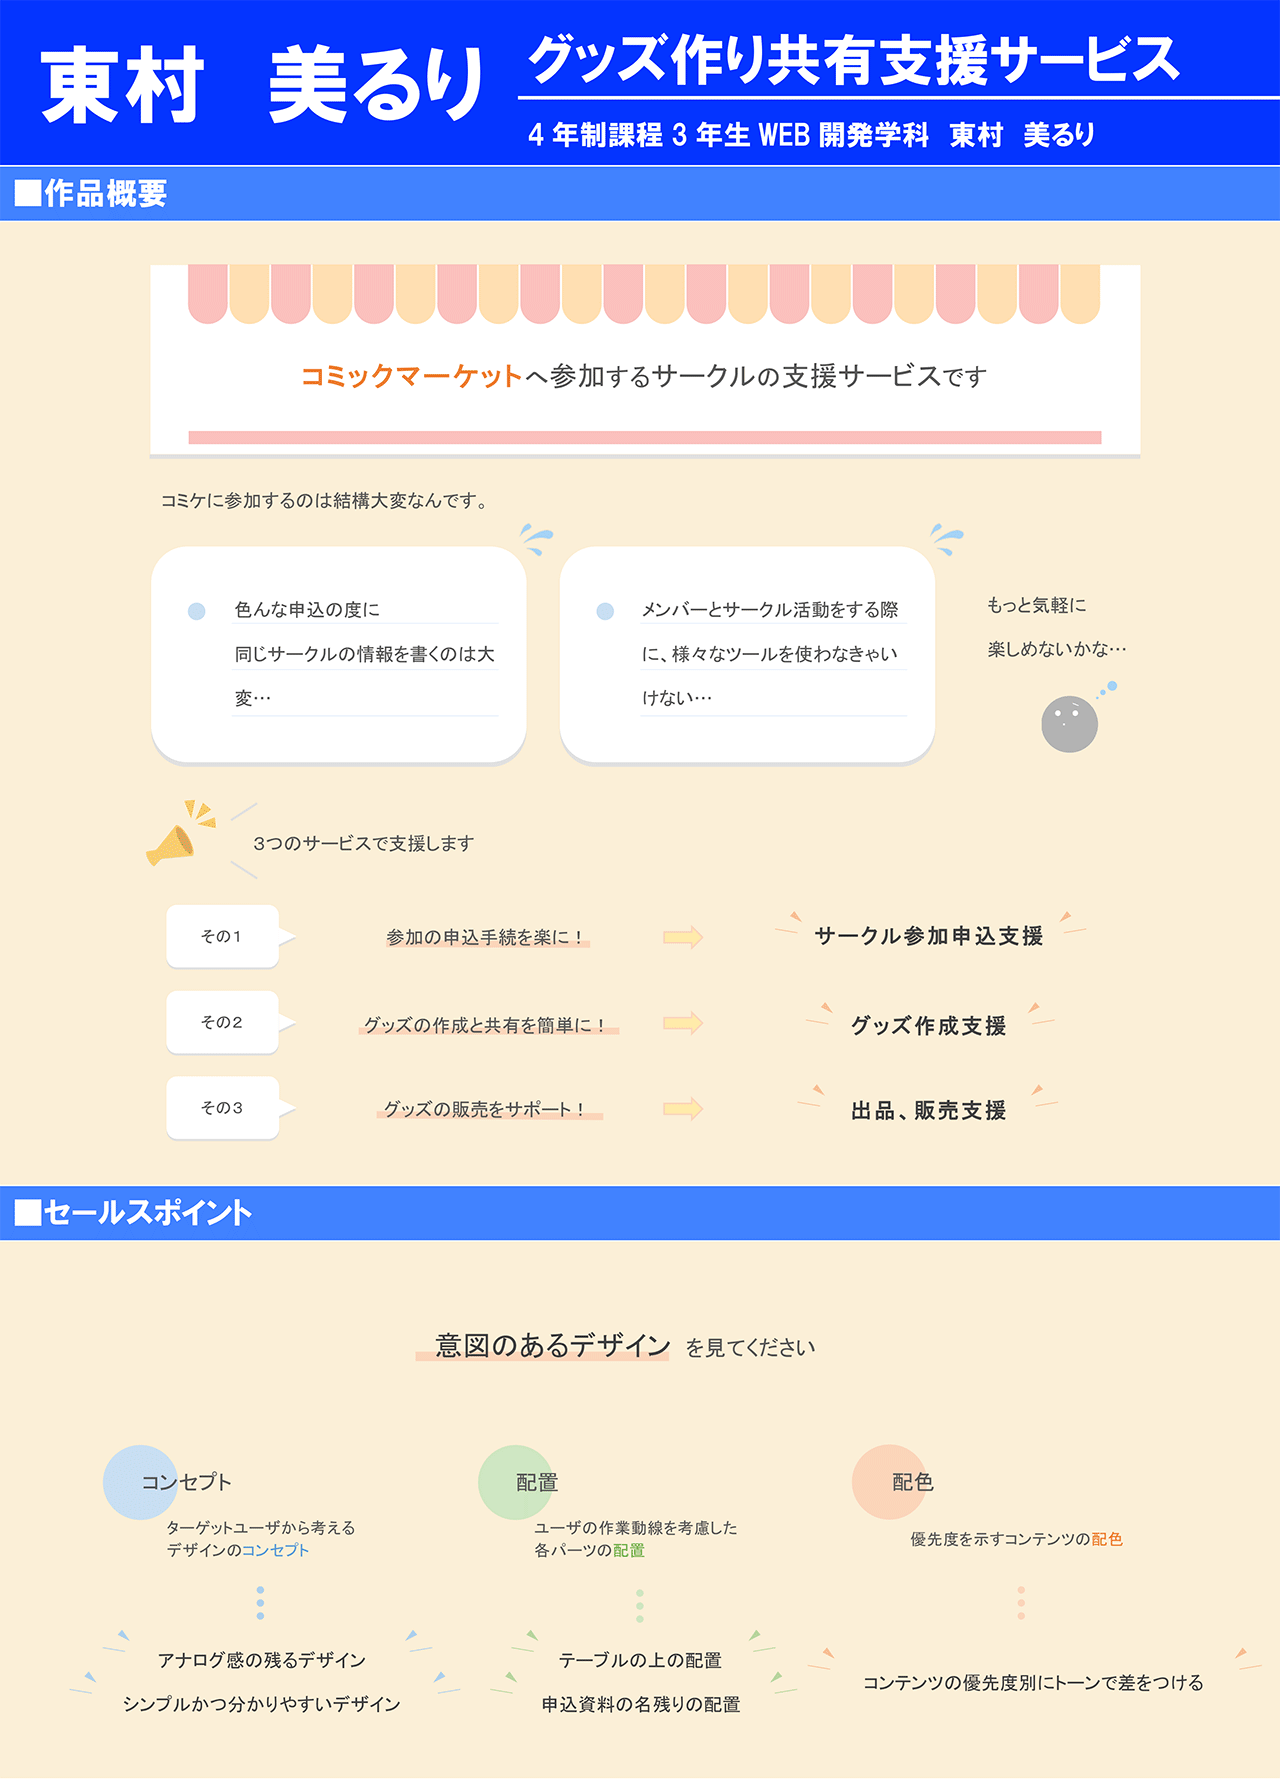 東村　美るり
グッズ作り共有支援サービス
4年制課程3年生WEB開発学科　東村　美るり
■作品概要
コミックマーケットへ参加するサークルの支援サービスです
コミケに参加するのは結構大変なんです。
色んな申込の度に
同じサークルの情報を書くのは大
変…
メンバーとサークル活動をする際
に、様々なツールを使わなきゃい
けない…
もっと気軽に
楽しめないかな…
3つのサービスで支援します
その1
参加の申込手続を楽に！
サークル参加申込支援
その2
グッズの作成と共有を簡単に！
グッズ作成支援
その3
グッズの販売をサポート！
出品、販売支援
■セールスポイント
意図のあるデザイン を見てください
コンセプト
ターゲットユーザから考える
デザインのコンセプト
アナログ感の残るデザイン
シンプルかつ分かりやすいデザイン
配置
ユーザの作業動線を考慮した
各パーツの配置
テーブルの上の配置
申込資料の名残りの配置
配色
優先度を示すコンテンツの配色
コンテンツの優先度別にトーンで差をつける